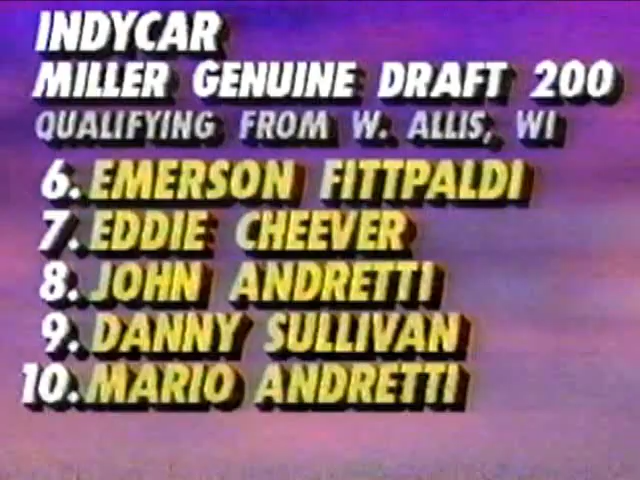 INDYCAR
MILLER GENUINE DRAFT 200
QUALIFYING FROM W. ALLIS, WI
6. EMERSON FITTPALDI
7. EDDIE CHEEVER
8. JOHN ANDRETTI
9. DANNY SULLIVAN
10. MARIO ANDRETTI